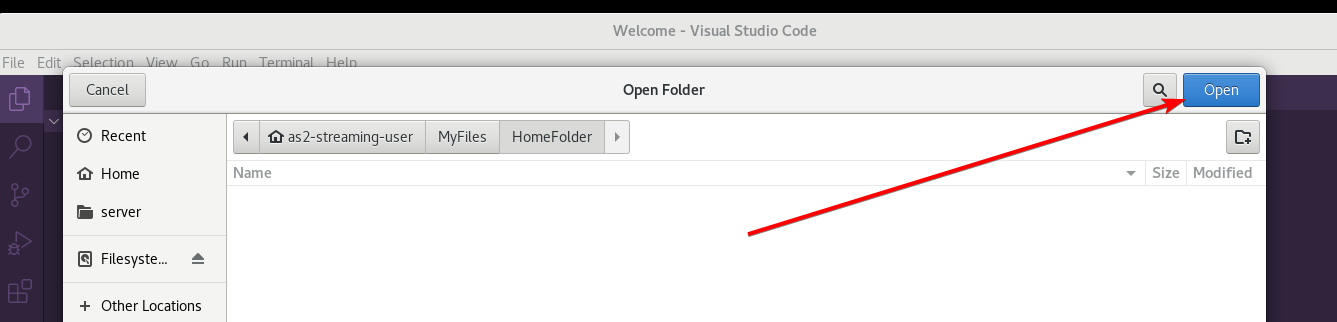 Welcome - Visual Studio Code
File Edit Selection View Go Run Terminal Help
Cancel Open Folder Open
Recent
as2-streaming-user MyFiles HomeFolder
Name Size Modified
Home
server
Filesyste...
Other Locations